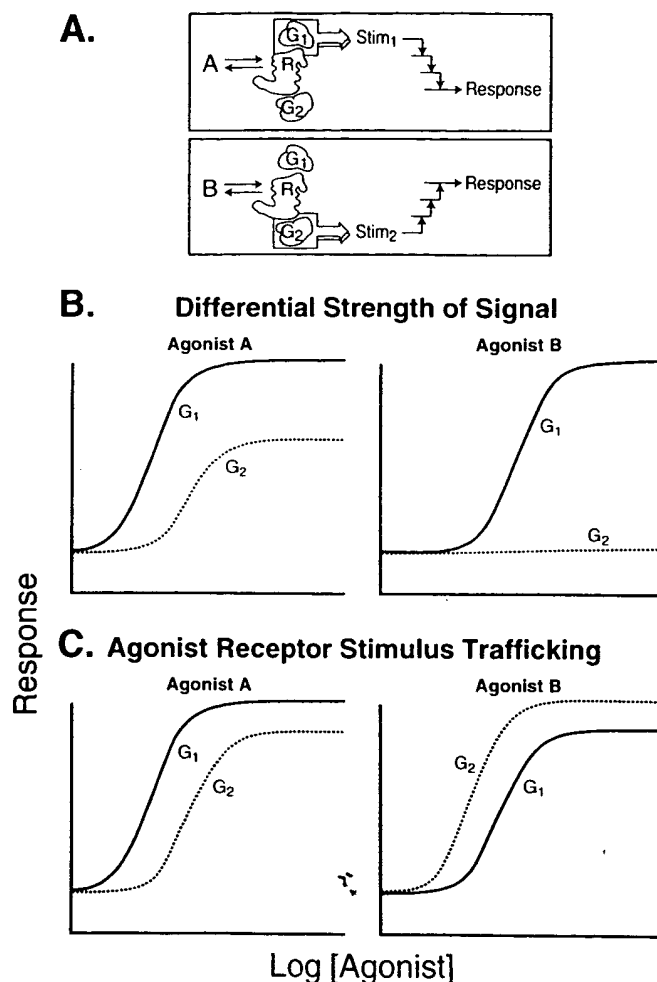 A.
G1
A
R
G2
Stim1
Response
G1
B
R
G2
Stim2
Response
B. Differential Strength of Signal
Agonist A
G1
G2
Agonist B
G1
G2
C. Agonist Receptor Stimulus Trafficking
Agonist A
G1
G2
Agonist B
G2
G1
Response
Log [Agonist]